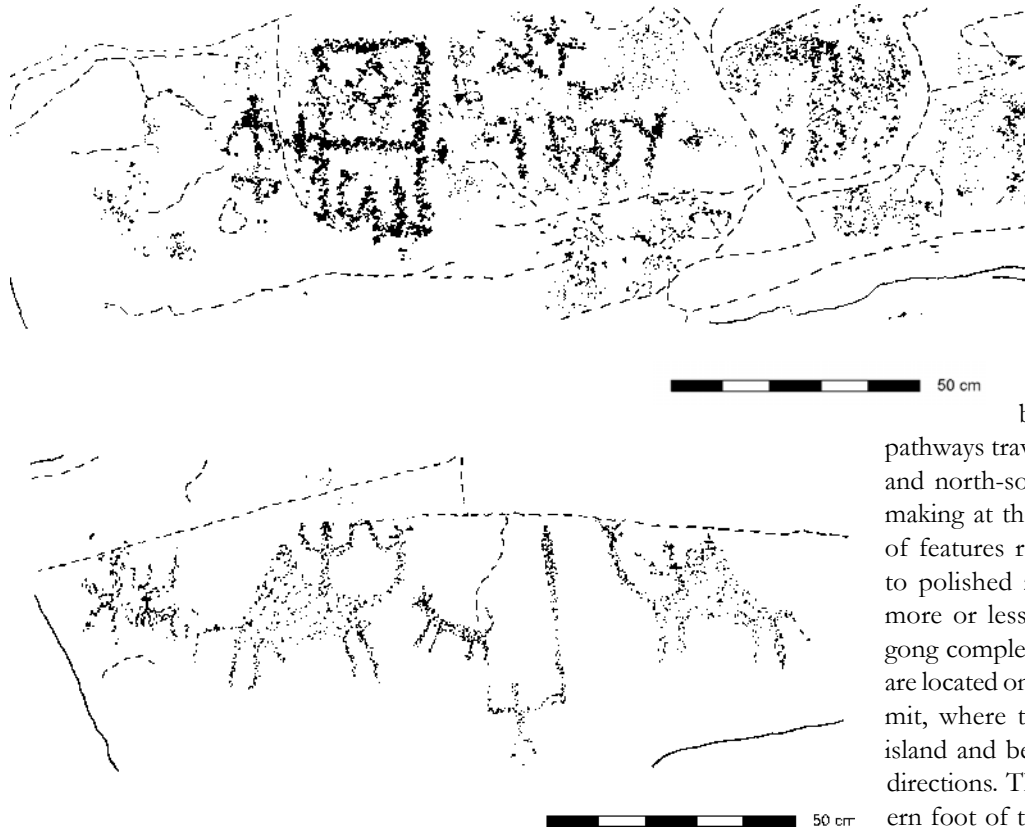 50 cm
b
pathways trav
and north-so
making at th
of features r
to polished
more or less
gong comple
are located on
mit, where t
island and be
directions. Th
50 cm
ern foot of t